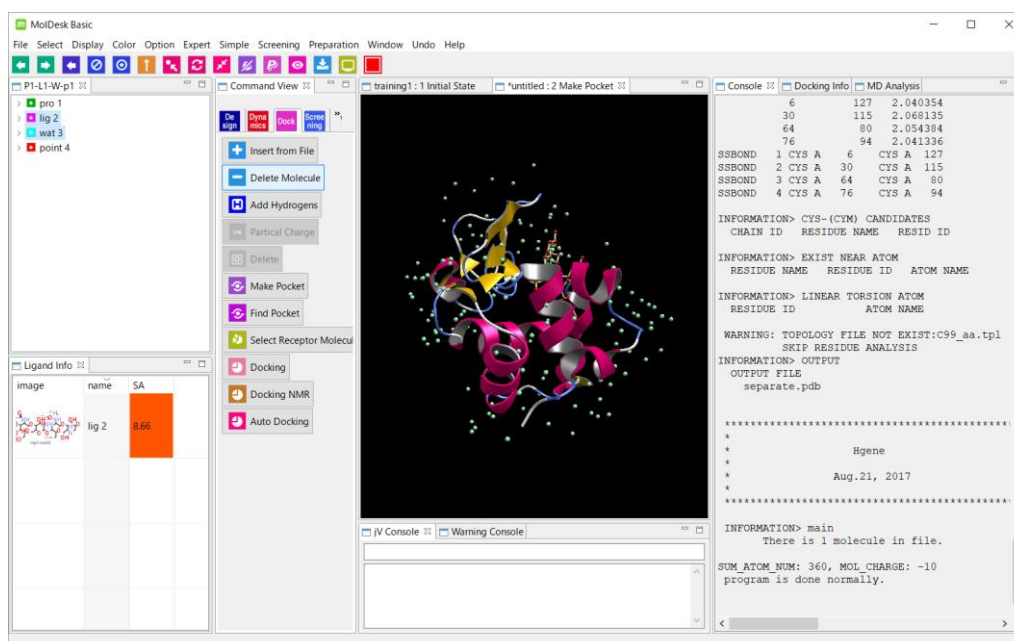 MolDesk Basic
File Select Display Color Option Expert Simple Screening Preparation Window Undo Help
P1-L1-W-p1
pro 1
lig 2
wat 3
point 4
Ligand Info
image name SA
lig 2 8.66
Command View
De sign
Dyna mics
Dock
Scree ning
Insert from File
Delete Molecule
Add Hydrogens
Partical Charge
Delete
Make Pocket
Find Pocket
Select Receptor Molecul
Docking
Docking NMR
Auto Docking
training1 : 1 Initial State
*untitled : 2 Make Pocket
jV Console
Warning Console
Console Docking Info MD Analysis
6 127 2.040354
30 115 2.068135
64 80 2.054384
76 94 2.041336
SSBOND 1 CYS A 6 CYS A 127
SSBOND 2 CYS A 30 CYS A 115
SSBOND 3 CYS A 64 CYS A 80
SSBOND 4 CYS A 76 CYS A 94
INFORMATION> CYS-(CYM) CANDIDATES
CHAIN ID RESIDUE NAME RESID ID
INFORMATION> EXIST NEAR ATOM
RESIDUE NAME RESIDUE ID ATOM NAME
INFORMATION> LINEAR TORSION ATOM
RESIDUE ID ATOM NAME
WARNING: TOPOLOGY FILE NOT EXIST:C99_aa.tpl
SKIP RESIDUE ANALYSIS
INFORMATION> OUTPUT
OUTPUT FILE
separate.pdb
*******************************************
*
* Hgene
*
* Aug.21, 2017
*
*******************************************
INFORMATION> main
There is 1 molecule in file.
SUM_ATOM_NUM: 360, MOL_CHARGE: -10
program is done normally.